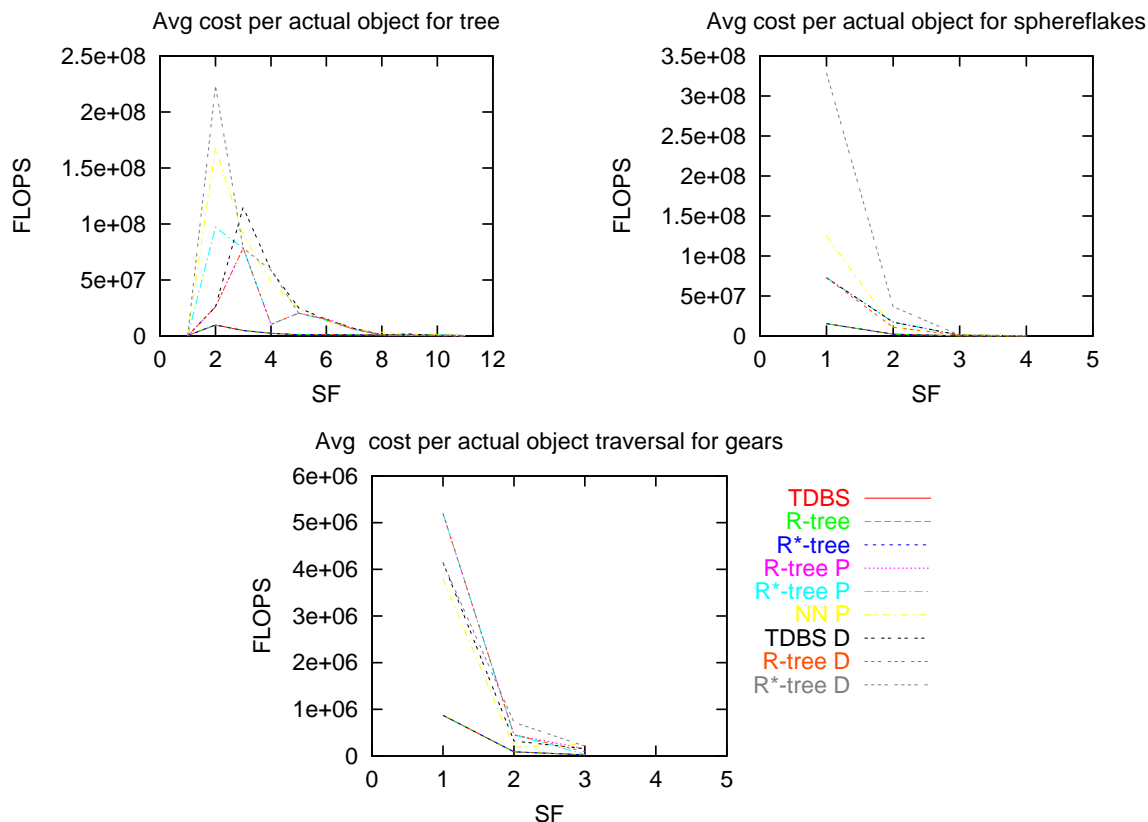 Avg cost per actual object for tree
2.5e+08
2e+08
1.5e+08
1e+08
5e+07
0
FLOPS
0 2 4 6 8 10 12
SF
Avg cost per actual object for sphereflakes
3.5e+08
3e+08
2.5e+08
2e+08
1.5e+08
1e+08
5e+07
0
FLOPS
0 1 2 3 4 5
SF
Avg cost per actual object traversal for gears
6e+06
5e+06
4e+06
3e+06
2e+06
1e+06
0
FLOPS
0 1 2 3 4 5
SF
TDBS
R-tree
R*-tree
R-tree P
R*-tree P
NN P
TDBS D
R-tree D
R*-tree D